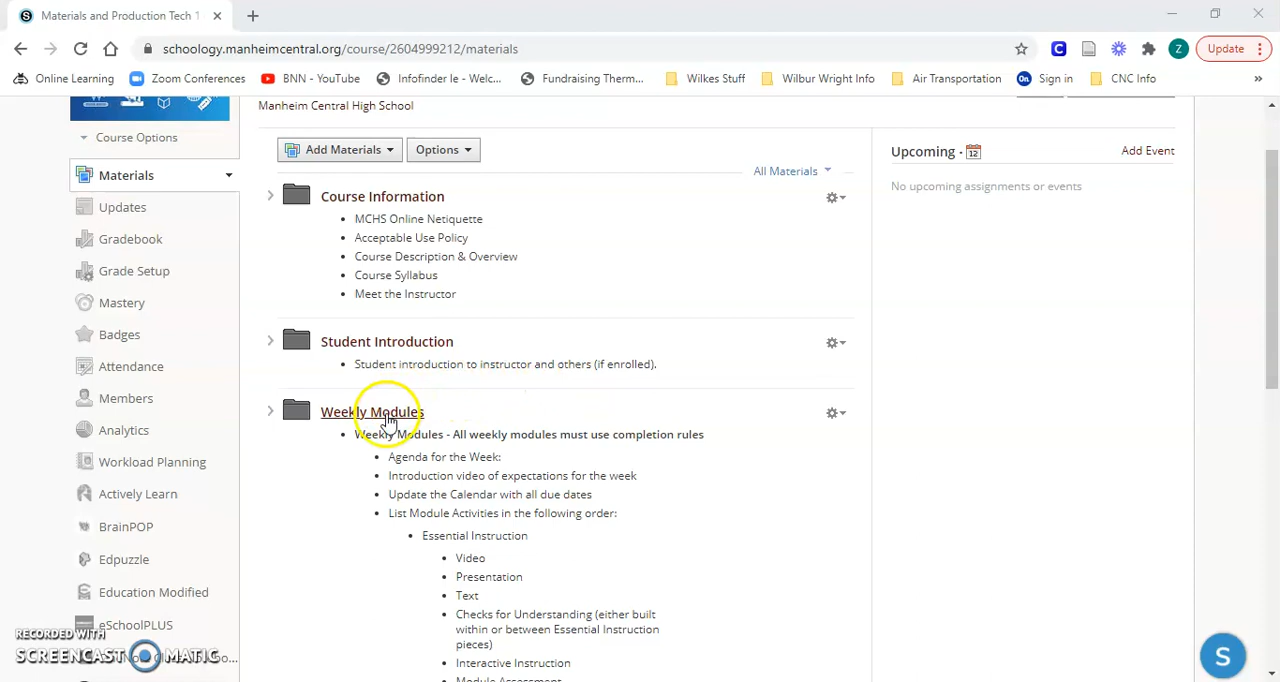 S Materials and Production Tech 1
schoology.manheimcentral.org/course/2604999212/materials
C
Z
Update
Online Learning
Zoom Conferences
BNN - YouTube
Infofinder le - Welc...
Fundraising Therm...
Wilkes Stuff
Wilbur Wright Info
Air Transportation
On Sign in
CNC Info
»
Manheim Central High School
Course Options
Add Materials
Options
Upcoming · 12
Add Event
Materials
All Materials
No upcoming assignments or events
Course Information
Updates
• MCHS Online Netiquette
Gradebook
• Acceptable Use Policy
• Course Description & Overview
Grade Setup
• Course Syllabus
Mastery
• Meet the Instructor
Badges
Student Introduction
Attendance
• Student introduction to instructor and others (if enrolled).
Members
Weekly Modules
Analytics
• Weekly Modules - All weekly modules must use completion rules
Workload Planning
• Agenda for the Week:
• Introduction video of expectations for the week
Actively Learn
• Update the Calendar with all due dates
• List Module Activities in the following order:
BrainPOP
• Essential Instruction
Edpuzzle
• Video
• Presentation
Education Modified
• Text
• Checks for Understanding (either built
within or between Essential Instruction
pieces)
eSchoolPLUS
• Interactive Instruction
• Module Assessment
RECORDED WITH
SCREENCAST MATIC
S